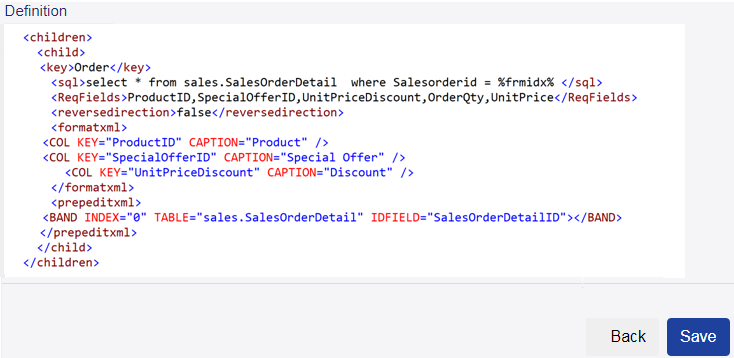 Definition
<children>
<child>
<key>Order</key>
<sql>select * from sales.SalesOrderDetail  where Salesorderid = %frmidx% </sql>
<ReqFields>ProductID,SpecialOfferID,UnitPriceDiscount,OrderQty,UnitPrice</ReqFields>
<reversedirection>false</reversedirection>
<formatxml>
<COL KEY="ProductID" CAPTION="Product" />
<COL KEY="SpecialOfferID" CAPTION="Special Offer" />
<COL KEY="UnitPriceDiscount" CAPTION="Discount" />
</formatxml>
<prepeditxml>
<BAND INDEX="0" TABLE="sales.SalesOrderDetail" IDFIELD="SalesOrderDetailID"></BAND>
</prepeditxml>
</child>
</children>
Back Save